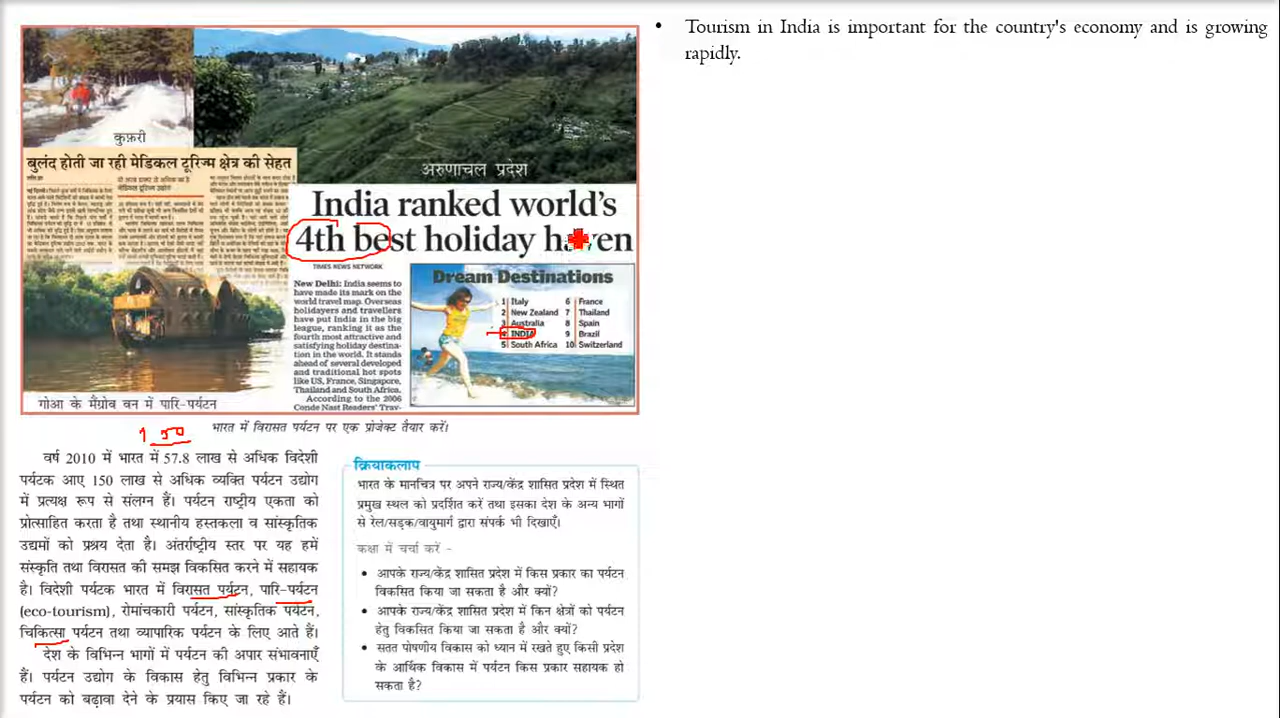 कुफ़री
अरुणाचल प्रदेश
बुलंद होती जा रही मेडिकल टूरिज्म क्षेत्र की सेहत
India ranked world's
4th best holiday haven
TIMES NEWS NETWORK
New Delhi: India seems to
have made its mark on the
world travel map. Overseas
holidayers and travellers
have put India in the big
league, ranking it as the
fourth most attractive and
satisfying holiday destina-
tion in the world. It stands
ahead of several developed
and traditional hot spots
like US, France, Singapore,
Thailand and South Africa.
According to the 2006
Conde Nast Readers' Trav-
Dream Destinations
1 Italy
2 New Zealand
3 Australia
4 INDIA
5 South Africa
6 France
7 Thailand
8 Spain
9 Brazil
10 Switzerland
गोआ के मैंग्रोव वन में पारि-पर्यटन
भारत में विरासत पर्यटन पर एक प्रोजेक्ट तैयार करें।
1 50
वर्ष 2010 में भारत में 57.8 लाख से अधिक विदेशी
पर्यटक आए 150 लाख से अधिक व्यक्ति पर्यटन उद्योग
में प्रत्यक्ष रूप से संलग्न हैं। पर्यटन राष्ट्रीय एकता को
प्रोत्साहित करता है तथा स्थानीय हस्तकला व सांस्कृतिक
उद्यमों को प्रश्रय देता है। अंतर्राष्ट्रीय स्तर पर यह हमें
संस्कृति तथा विरासत की समझ विकसित करने में सहायक
है। विदेशी पर्यटक भारत में विरासत पर्यटन, पारि-पर्यटन
(eco-tourism), रोमांचकारी पर्यटन, सांस्कृतिक पर्यटन,
चिकित्सा पर्यटन तथा व्यापारिक पर्यटन के लिए आते हैं।
देश के विभिन्न भागों में पर्यटन की अपार संभावनाएँ
हैं। पर्यटन उद्योग के विकास हेतु विभिन्न प्रकार के
पर्यटन को बढ़ावा देने के प्रयास किए जा रहे हैं।
क्रियाकलाप
भारत के मानचित्र पर अपने राज्य/केंद्र शासित प्रदेश में स्थित
प्रमुख स्थल को प्रदर्शित करें तथा इसका देश के अन्य भागों
से रेल/सड़क/वायुमार्ग द्वारा संपर्क भी दिखाएँ।
कक्षा में चर्चा करें -
• आपके राज्य/केंद्र शासित प्रदेश में किस प्रकार का पर्यटन
विकसित किया जा सकता है और क्यों?
• आपके राज्य/केंद्र शासित प्रदेश में किन क्षेत्रों को पर्यटन
हेतु विकसित किया जा सकता है और क्यों?
• सतत पोषणीय विकास को ध्यान में रखते हुए किसी प्रदेश
के आर्थिक विकास में पर्यटन किस प्रकार सहायक हो
सकता है?
• Tourism in India is important for the country's economy and is growing
rapidly.